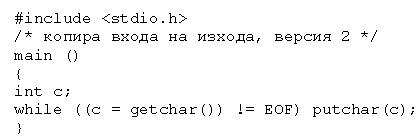 #include <stdio.h>
/* копира входа на изхода, версия 2 */
main ()
{
int c;
while ((c = getchar()) != EOF) putchar(c);
}